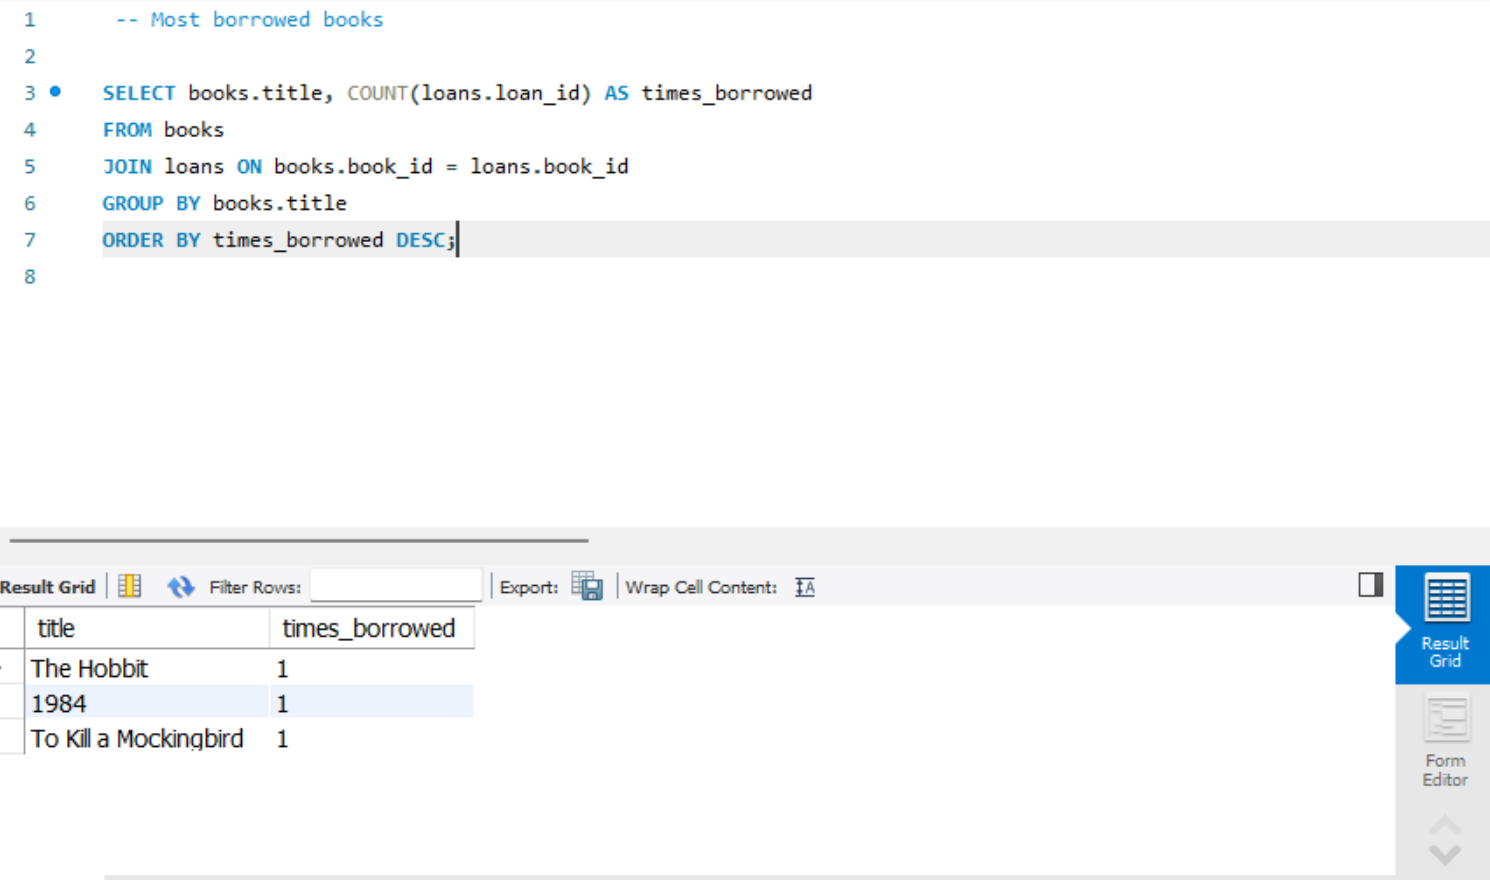 1 -- Most borrowed books
2
3 SELECT books.title, COUNT(loans.loan_id) AS times_borrowed
4 FROM books
5 JOIN loans ON books.book_id = loans.book_id
6 GROUP BY books.title
7 ORDER BY times_borrowed DESC;
8
Result Grid Filter Rows: Export: Wrap Cell Content: IA
title times_borrowed
The Hobbit 1
1984 1
To Kill a Mockingbird 1
Result
Grid
Form
Editor